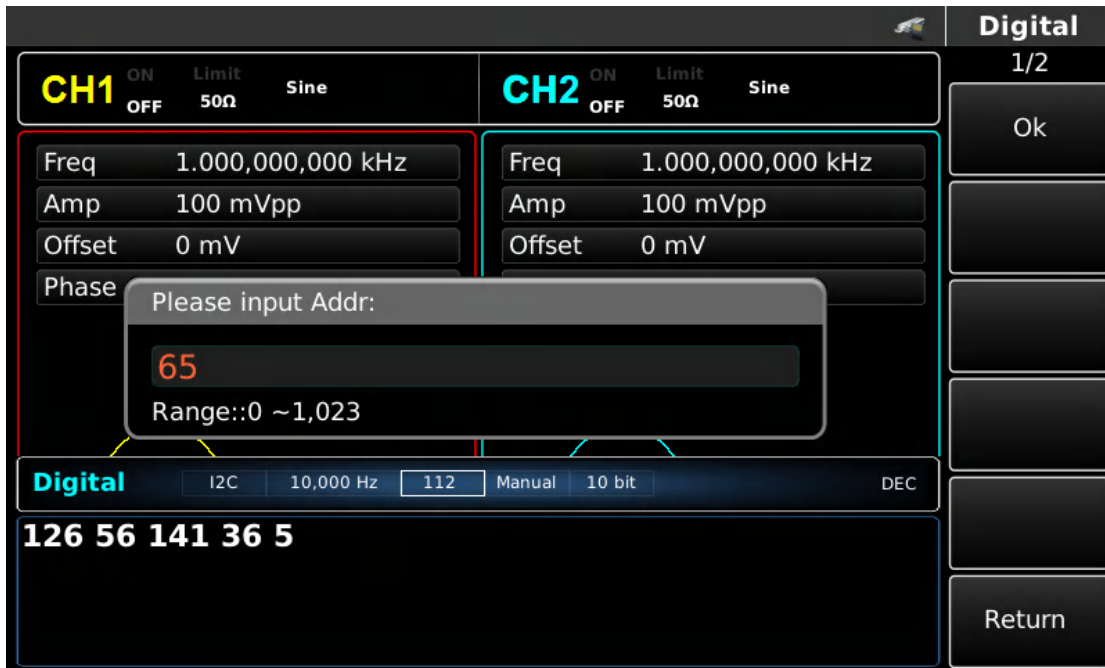 Digital
1/2
CH1 ON OFF Limit 50Ω Sine
CH2 ON OFF Limit 50Ω Sine
Ok
Freq 1.000,000,000 kHz
Freq 1.000,000,000 kHz
Amp 100 mVpp
Amp 100 mVpp
Offset 0 mV
Offset 0 mV
Phase
Please input Addr:
65
Range::0 ~1,023
Digital I2C 10,000 Hz 112 Manual 10 bit DEC
126 56 141 36 5
Return